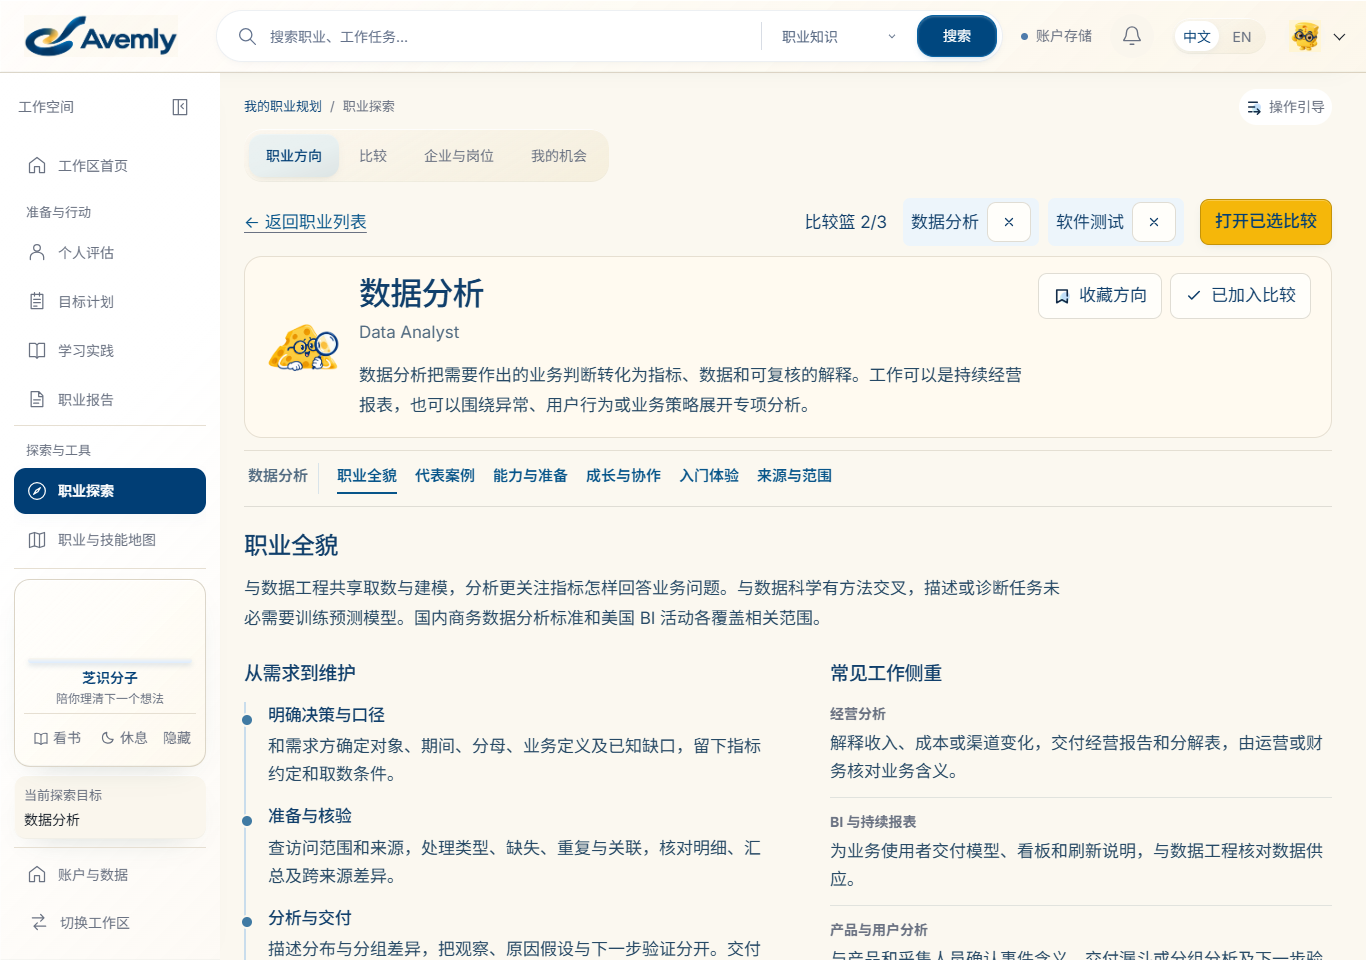 Avemly
搜索职业、工作任务...
职业知识
搜索
账户存储
中文
EN
工作空间
工作区首页
准备与行动
个人评估
目标计划
学习实践
职业报告
探索与工具
职业探索
职业与技能地图
芝识分子
陪你理清下一个想法
看书
休息
隐藏
当前探索目标
数据分析
账户与数据
切换工作区
我的职业规划 / 职业探索
操作引导
职业方向
比较
企业与岗位
我的机会
← 返回职业列表
比较篮 2/3
数据分析 ×
软件测试 ×
打开已选比较
数据分析
Data Analyst
收藏方向
已加入比较
数据分析把需要作出的业务判断转化为指标、数据和可复核的解释。工作可以是持续经营
报表，也可以围绕异常、用户行为或业务策略展开专项分析。
数据分析
职业全貌
代表案例
能力与准备
成长与协作
入门体验
来源与范围
职业全貌
与数据工程共享取数与建模，分析更关注指标怎样回答业务问题。与数据科学有方法交叉，描述或诊断任务未
必需要训练预测模型。国内商务数据分析标准和美国 BI 活动各覆盖相关范围。
从需求到维护
明确决策与口径
和需求方确定对象、期间、分母、业务定义及已知缺口，留下指标
约定和取数条件。
准备与核验
查访问范围和来源，处理类型、缺失、重复与关联，核对明细、汇
总及跨来源差异。
分析与交付
描述分布与分组差异，把观察、原因假设与下一步验证分开。交付
常见工作侧重
经营分析
解释收入、成本或渠道变化，交付经营报告和分解表，由运营或财
务核对业务含义。
BI 与持续报表
为业务使用者交付模型、看板和刷新说明，与数据工程核对数据供
应。
产品与用户分析
与产品和采集人员确认事件含义，交付漏斗或分组分析及下一步验